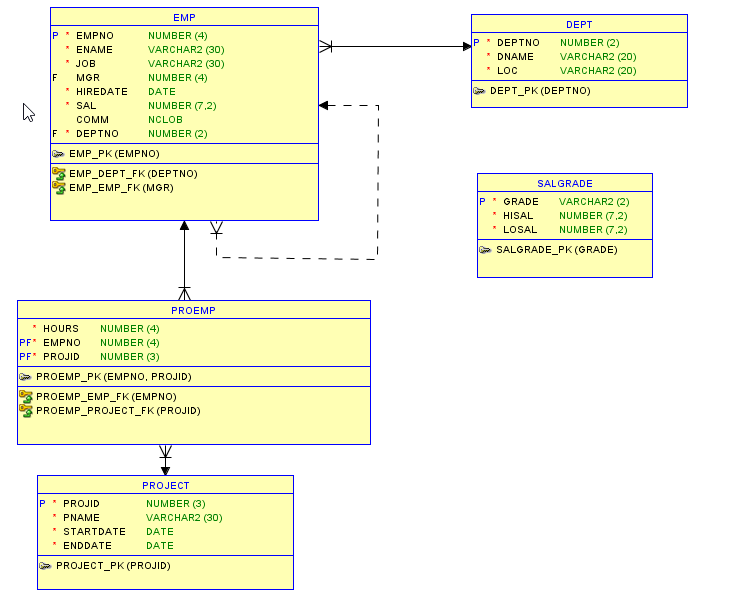 EMP
P * EMPNO NUMBER (4)
* ENAME VARCHAR2 (30)
* JOB VARCHAR2 (30)
F MGR NUMBER (4)
* HIREDATE DATE
* SAL NUMBER (7,2)
COMM NCLOB
F * DEPTNO NUMBER (2)
EMP_PK (EMPNO)
EMP_DEPT_FK (DEPTNO)
EMP_EMP_FK (MGR)
DEPT
P * DEPTNO NUMBER (2)
* DNAME VARCHAR2 (20)
* LOC VARCHAR2 (20)
DEPT_PK (DEPTNO)
SALGRADE
P * GRADE VARCHAR2 (2)
* HISAL NUMBER (7,2)
* LOSAL NUMBER (7,2)
SALGRADE_PK (GRADE)
PROEMP
* HOURS NUMBER (4)
PF* EMPNO NUMBER (4)
PF* PROJID NUMBER (3)
PROEMP_PK (EMPNO, PROJID)
PROEMP_EMP_FK (EMPNO)
PROEMP_PROJECT_FK (PROJID)
PROJECT
P * PROJID NUMBER (3)
* PNAME VARCHAR2 (30)
* STARTDATE DATE
* ENDDATE DATE
PROJECT_PK (PROJID)